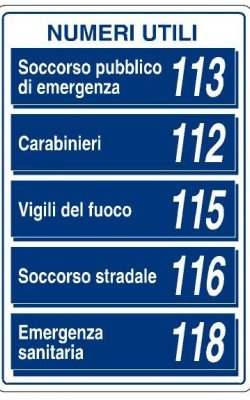 NUMERI UTILI
Soccorso pubblico
di emergenza 113
Carabinieri 112
Vigili del fuoco 115
Soccorso stradale 116
Emergenza
sanitaria 118